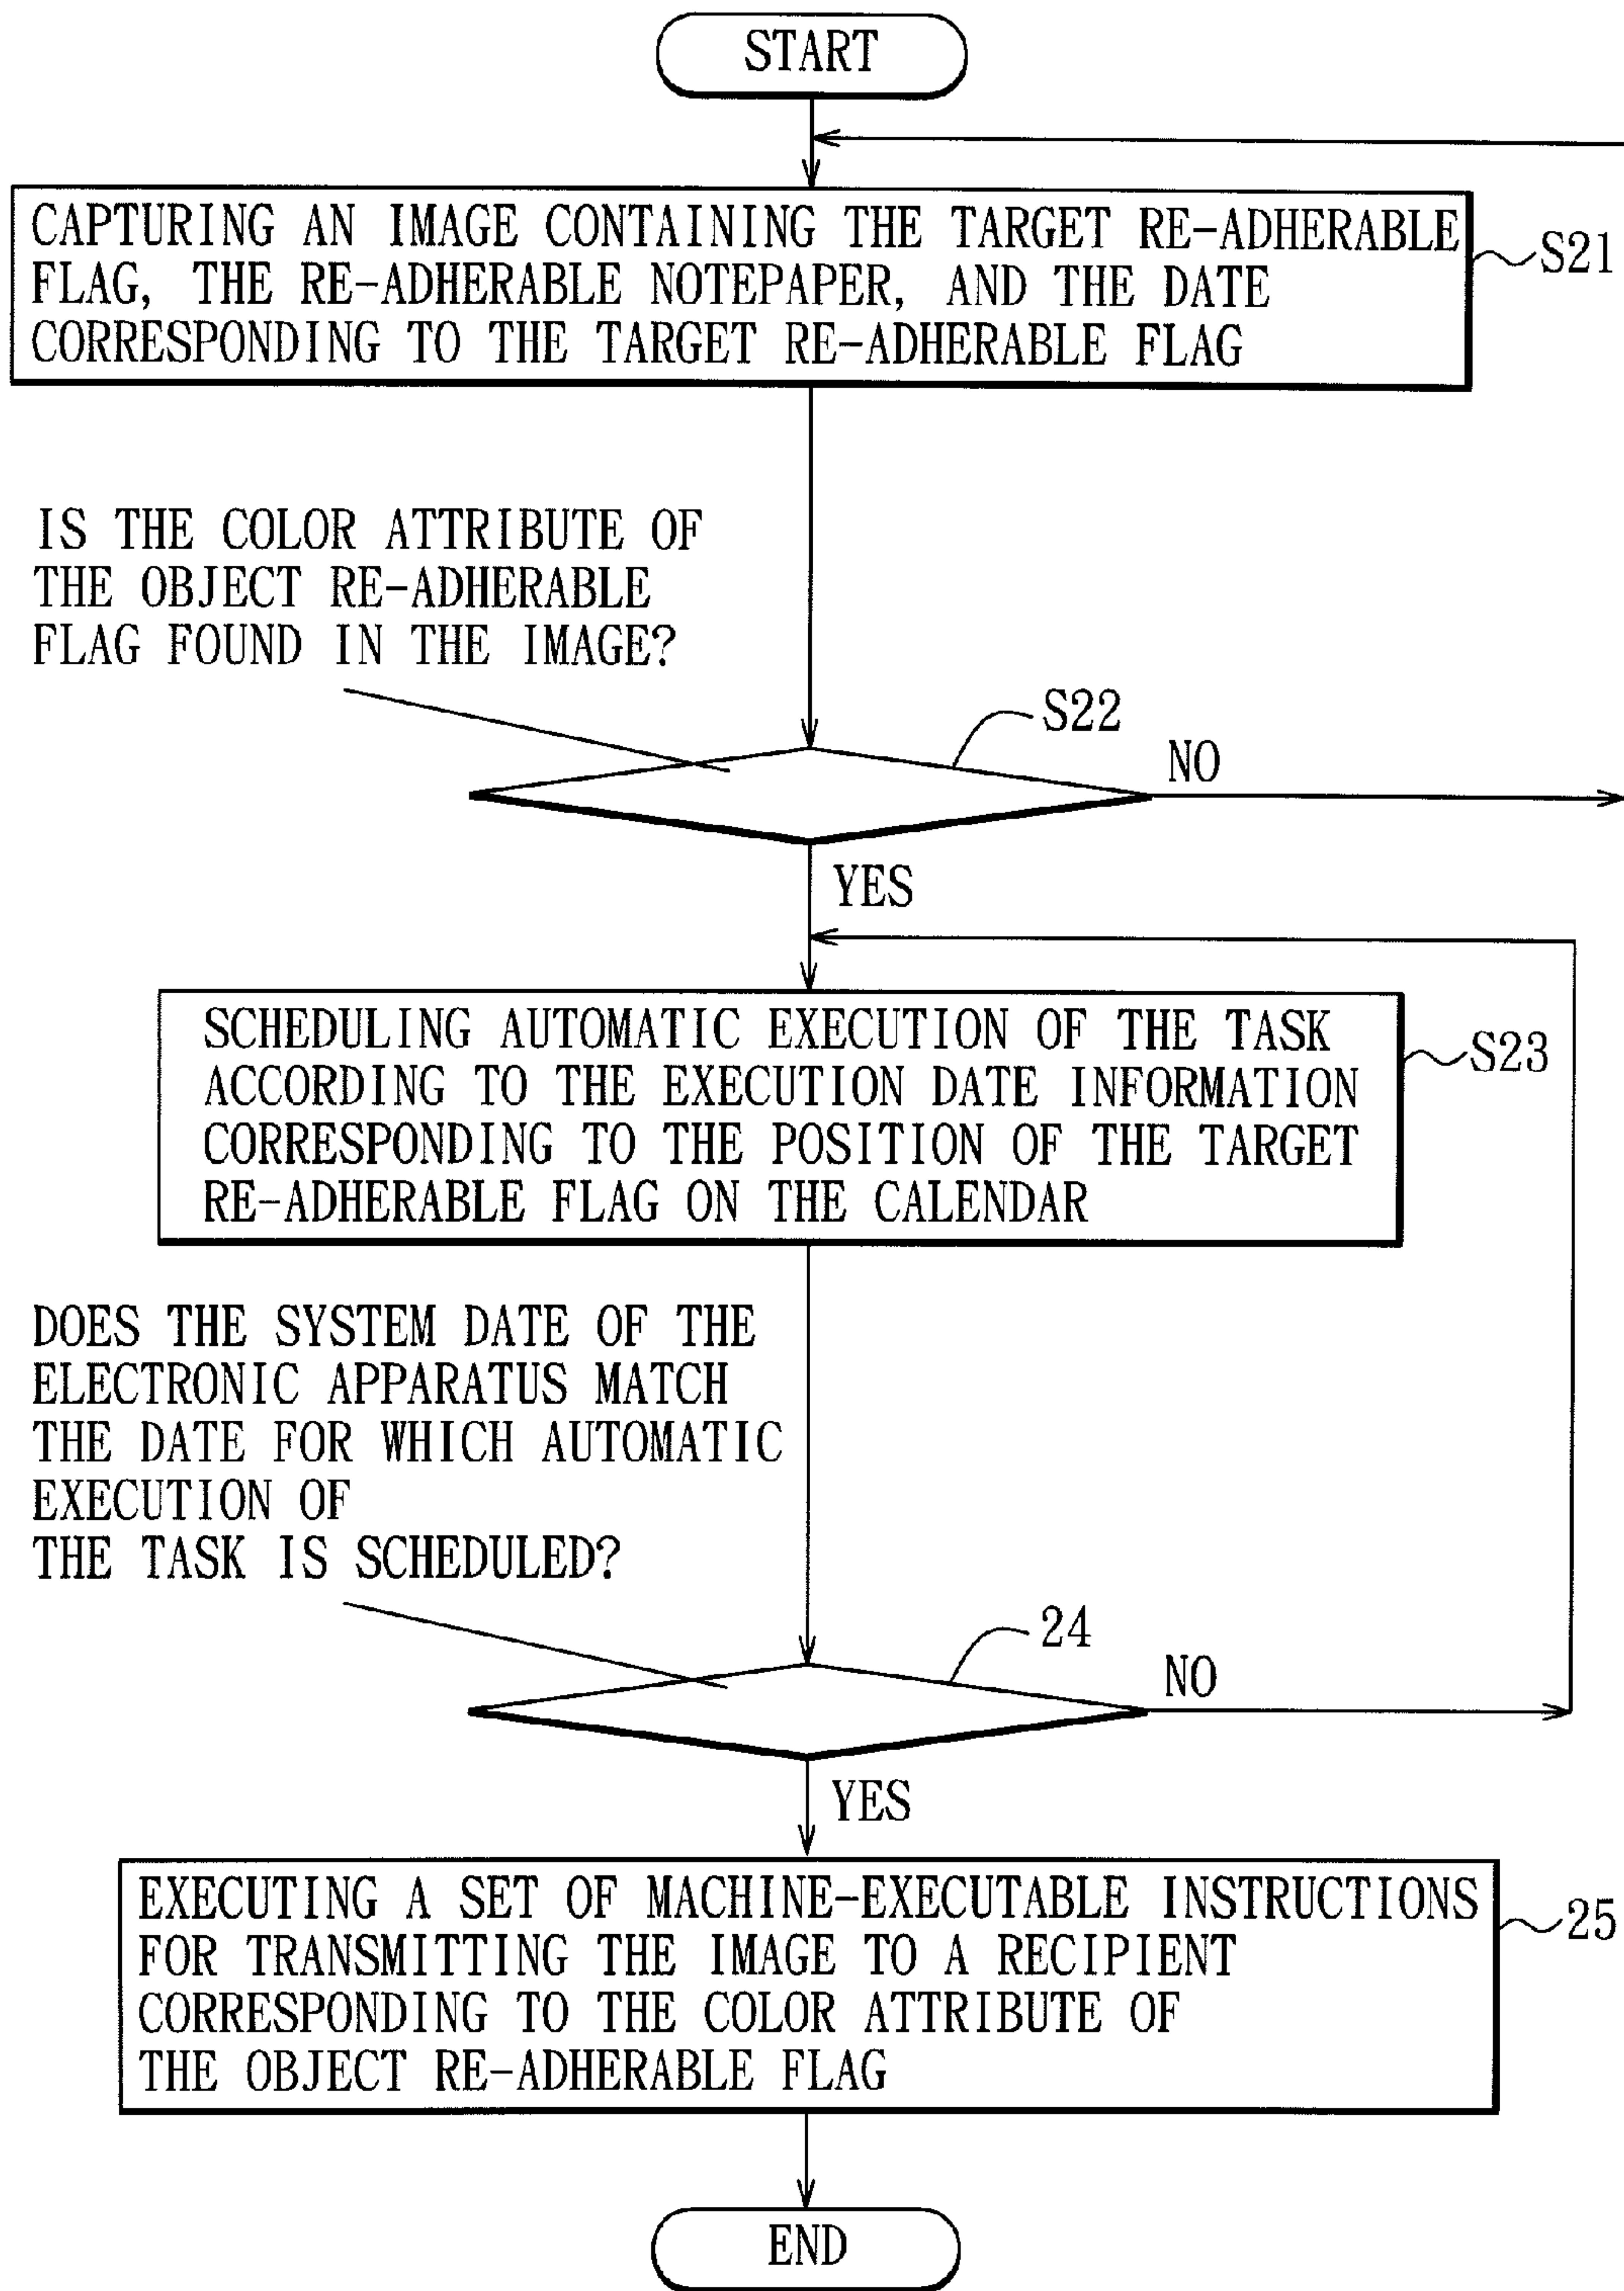 START
CAPTURING AN IMAGE CONTAINING THE TARGET RE-ADHERABLE
FLAG, THE RE-ADHERABLE NOTEPAPER, AND THE DATE
CORRESPONDING TO THE TARGET RE-ADHERABLE FLAG
S21
IS THE COLOR ATTRIBUTE OF
THE OBJECT RE-ADHERABLE
FLAG FOUND IN THE IMAGE?
S22
NO
YES
SCHEDULING AUTOMATIC EXECUTION OF THE TASK
ACCORDING TO THE EXECUTION DATE INFORMATION
CORRESPONDING TO THE POSITION OF THE TARGET
RE-ADHERABLE FLAG ON THE CALENDAR
S23
DOES THE SYSTEM DATE OF THE
ELECTRONIC APPARATUS MATCH
THE DATE FOR WHICH AUTOMATIC
EXECUTION OF
THE TASK IS SCHEDULED?
24
NO
YES
EXECUTING A SET OF MACHINE-EXECUTABLE INSTRUCTIONS
FOR TRANSMITTING THE IMAGE TO A RECIPIENT
CORRESPONDING TO THE COLOR ATTRIBUTE OF
THE OBJECT RE-ADHERABLE FLAG
25
END